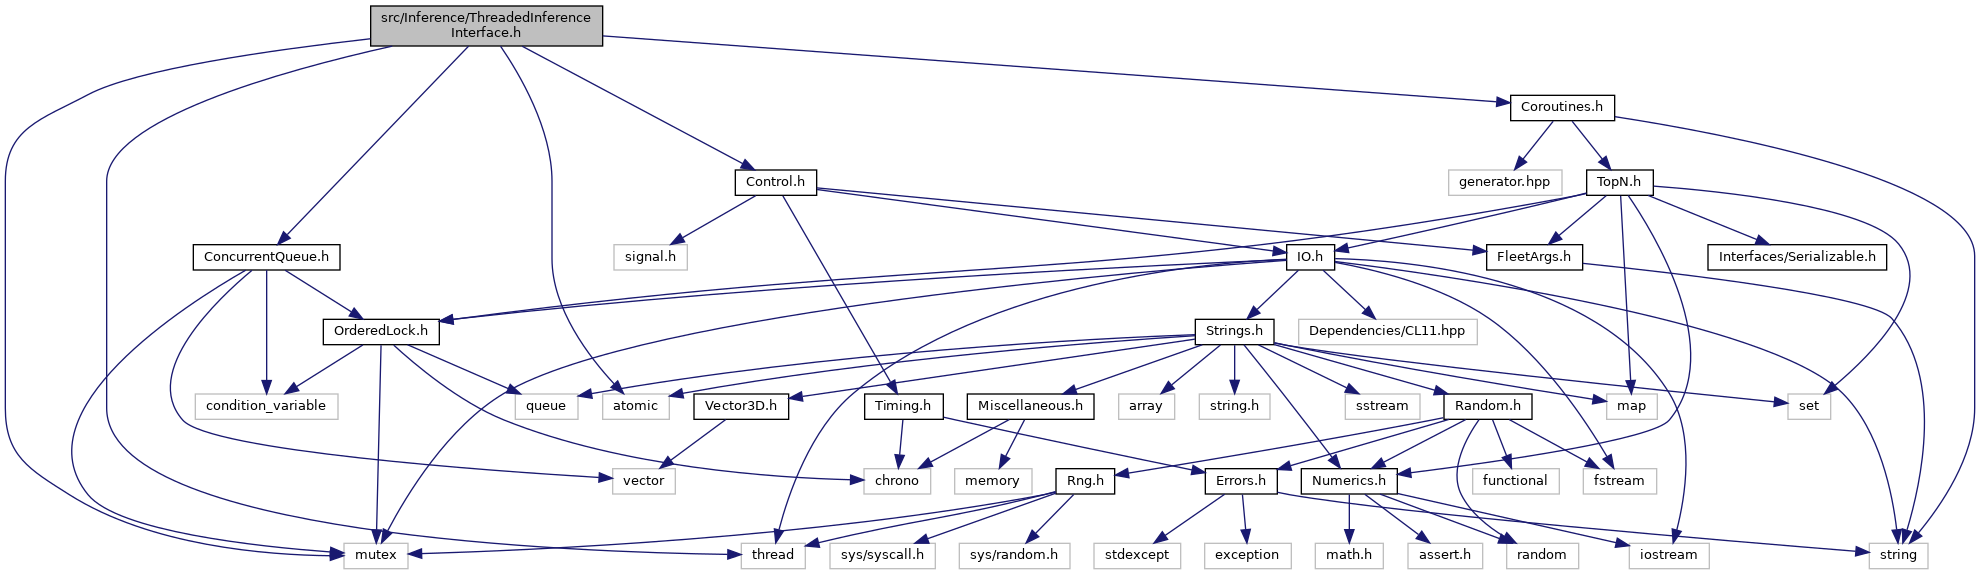 src/Inference/ThreadedInference
Interface.h
Coroutines.h
generator.hpp
TopN.h
Control.h
ConcurrentQueue.h
signal.h
IO.h
FleetArgs.h
Interfaces/Serializable.h
OrderedLock.h
Strings.h
Dependencies/CL11.hpp
condition_variable
queue
atomic
Vector3D.h
Timing.h
Miscellaneous.h
array
string.h
sstream
Random.h
map
set
vector
chrono
memory
Rng.h
Errors.h
Numerics.h
functional
fstream
mutex
thread
sys/syscall.h
sys/random.h
stdexcept
exception
math.h
assert.h
random
iostream
string